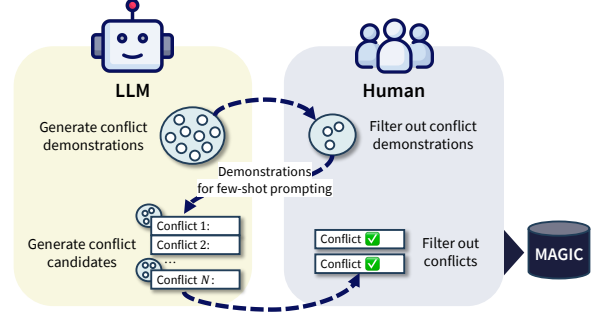 LLM
Human
Generate conflict
demonstrations
Filter out conflict
demonstrations
Demonstrations
for few-shot prompting
Generate conflict
candidates
Conflict 1:
Conflict 2:
...
Conflict N :
Conflict ✅
Conflict ✅
Filter out
conflicts
MAGIC